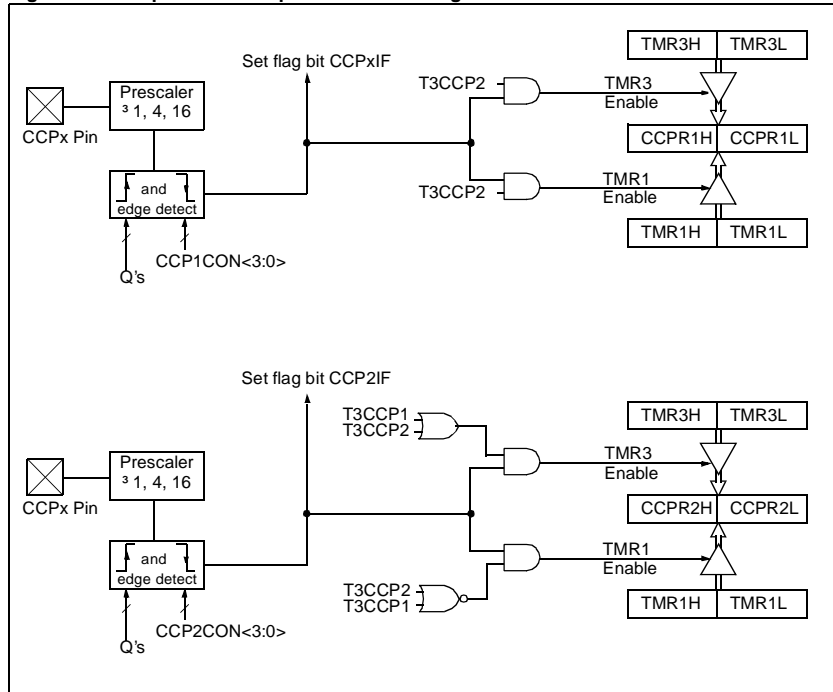 Set flag bit CCPxIF
TMR3H TMR3L
T3CCP2
TMR3
Enable
Prescaler
³ 1, 4, 16
CCPx Pin
CCPR1H CCPR1L
and
edge detect
T3CCP2
TMR1
Enable
TMR1H TMR1L
CCP1CON<3:0>
Q's
Set flag bit CCP2IF
TMR3H TMR3L
T3CCP1
T3CCP2
TMR3
Enable
Prescaler
³ 1, 4, 16
CCPx Pin
CCPR2H CCPR2L
and
edge detect
TMR1
Enable
T3CCP2
T3CCP1
TMR1H TMR1L
CCP2CON<3:0>
Q's